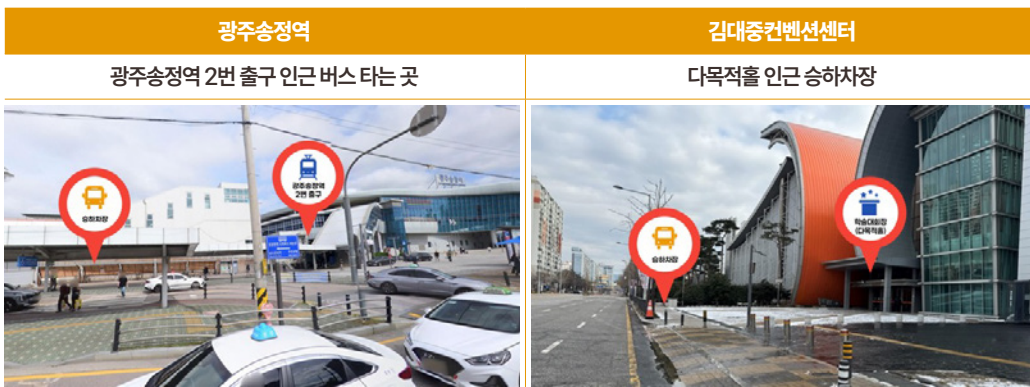 광주송정역
김대중컨벤션센터
광주송정역 2번 출구 인근 버스 타는 곳
다목적홀 인근 승하차장
승하차장
광주송정역
2번 출구
승하차장
학술대회장
(다목적홀)